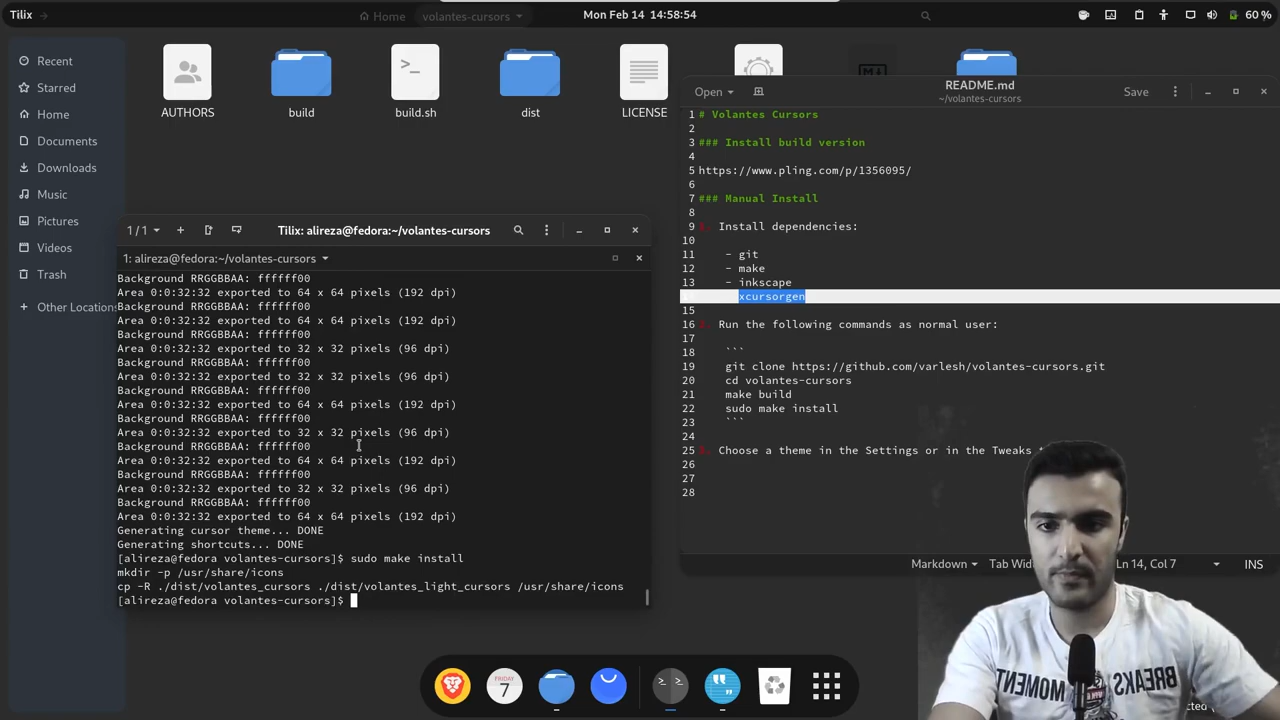 Tilix
Home
volantes-cursors
Mon Feb 14 14:58:54
60 %
Recent
Starred
Home
Documents
Downloads
Music
Pictures
Videos
Trash
Other Locations
AUTHORS
build
build.sh
dist
LICENSE
1 / 1
Tilix: alireza@fedora:~/volantes-cursors
1: alireza@fedora:~/volantes-cursors
Background RRGGBBAA: ffffff00
Area 0:0:32:32 exported to 64 x 64 pixels (192 dpi)
Background RRGGBBAA: ffffff00
Area 0:0:32:32 exported to 64 x 64 pixels (192 dpi)
Background RRGGBBAA: ffffff00
Area 0:0:32:32 exported to 32 x 32 pixels (96 dpi)
Background RRGGBBAA: ffffff00
Area 0:0:32:32 exported to 32 x 32 pixels (96 dpi)
Background RRGGBBAA: ffffff00
Area 0:0:32:32 exported to 64 x 64 pixels (192 dpi)
Background RRGGBBAA: ffffff00
Area 0:0:32:32 exported to 32 x 32 pixels (96 dpi)
Background RRGGBBAA: ffffff00
Area 0:0:32:32 exported to 64 x 64 pixels (192 dpi)
Background RRGGBBAA: ffffff00
Area 0:0:32:32 exported to 32 x 32 pixels (96 dpi)
Background RRGGBBAA: ffffff00
Area 0:0:32:32 exported to 64 x 64 pixels (192 dpi)
Generating cursor theme... DONE
Generating shortcuts... DONE
[alireza@fedora volantes-cursors]$ sudo make install
mkdir -p /usr/share/icons
cp -R ./dist/volantes_cursors ./dist/volantes_light_cursors /usr/share/icons
[alireza@fedora volantes-cursors]$
Open
README.md
~/volantes-cursors
Save
1 # Volantes Cursors
2
3 ### Install build version
4
5 https://www.pling.com/p/1356095/
6
7 ### Manual Install
8
9 1. Install dependencies:
10
11 - git
12 - make
13 - inkscape
xcursorgen
15
16 2. Run the following commands as normal user:
17
18 ```
19 git clone https://github.com/varlesh/volantes-cursors.git
20 cd volantes-cursors
21 make build
22 sudo make install
23 ```
24
25 3. Choose a theme in the Settings or in the Tweaks
26
27
28
Markdown
Tab Wid
Ln 14, Col 7
INS
FRIDAY
7
MOMENT
BREAKS